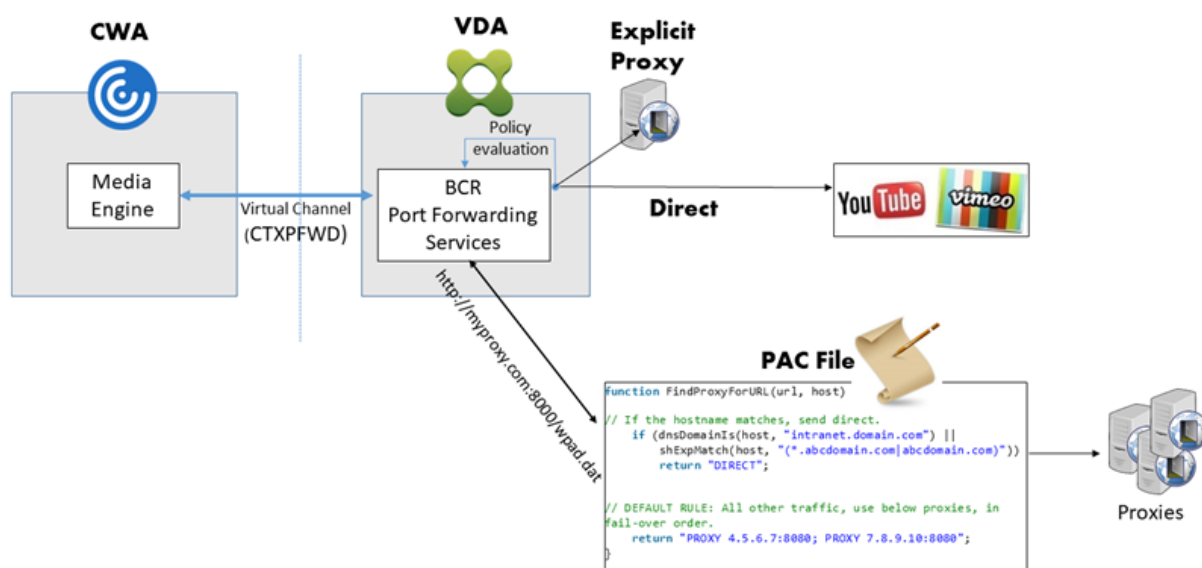 CWA
VDA
Explicit
Proxy
Policy
evaluation
Media
Engine
Virtual Channel
(CTXPFWD)
BCR
Port Forwarding
Services
Direct
YouTube
vimeo
http://myproxy.com:8000/wpad.dat
PAC File
function FindProxyForURL(url, host)
// If the hostname matches, send direct.
if (dnsDomainIs(host, "intranet.domain.com") ||
shExpMatch(host, "(*.abcdomain.com|abcdomain.com)"))
return "DIRECT";
// DEFAULT RULE: All other traffic, use below proxies, in
fail-over order.
return "PROXY 4.5.6.7:8080; PROXY 7.8.9.10:8080";
}
Proxies